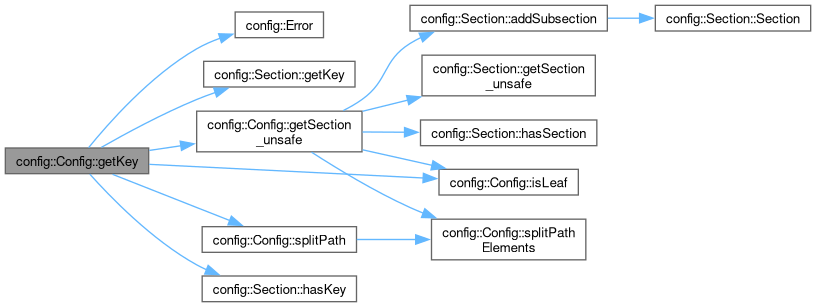 config::Config::getKey
config::Error
config::Section::getKey
config::Config::getSection
_unsafe
config::Config::splitPath
config::Section::hasKey
config::Section::addSubsection
config::Section::getSection
_unsafe
config::Section::hasSection
config::Config::isLeaf
config::Config::splitPath
Elements
config::Section::Section